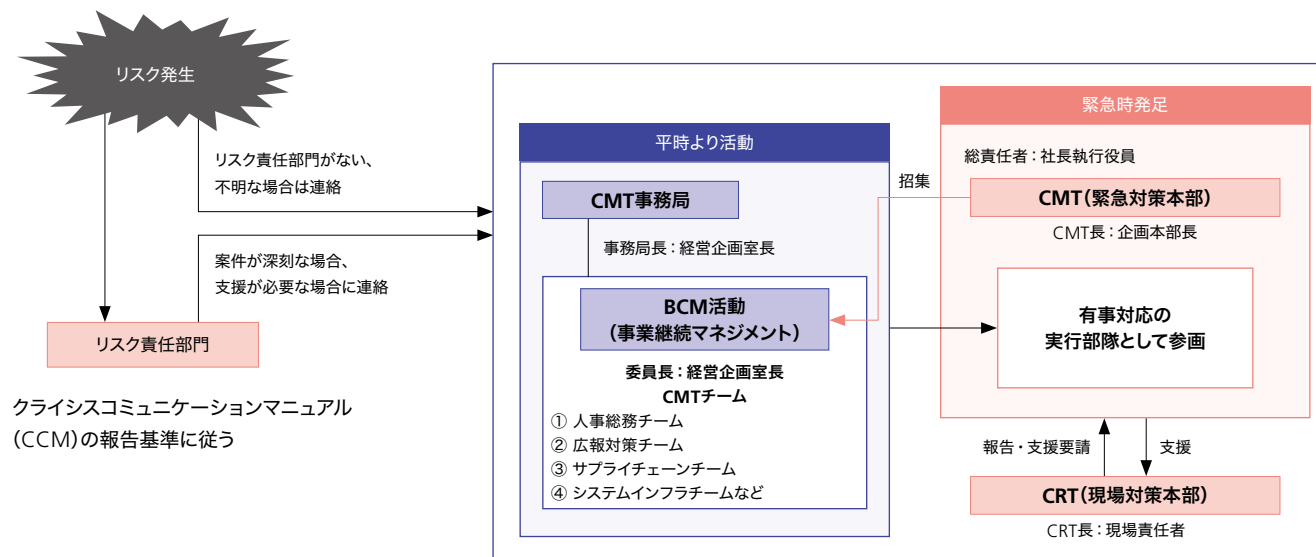 リスク発生
リスク責任部門がない、
不明な場合は連絡
案件が深刻な場合、
支援が必要な場合に連絡
リスク責任部門
クライシスコミュニケーションマニュアル
(CCM)の報告基準に従う
平時より活動
CMT事務局
事務局長:経営企画室長
BCM活動
(事業継続マネジメント)
委員長:経営企画室長
CMTチーム
① 人事総務チーム
② 広報対策チーム
③ サプライチェーンチーム
④ システムインフラチームなど
招集
緊急時発足
総責任者:社長執行役員
CMT(緊急対策本部)
CMT長:企画本部長
有事対応の
実行部隊として参画
報告・支援要請
支援
CRT(現場対策本部)
CRT長:現場責任者